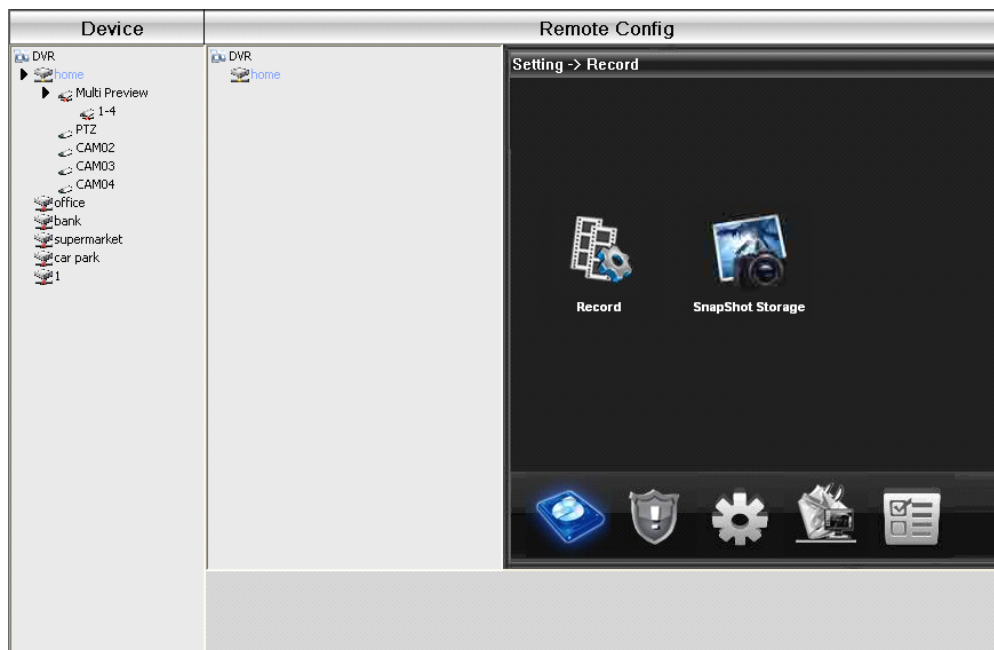 Device
Remote Config
DVR
home
Multi Preview
1-4
PTZ
CAM02
CAM03
CAM04
office
bank
supermarket
car park
1
DVR
home
Setting -> Record
Record
SnapShot Storage